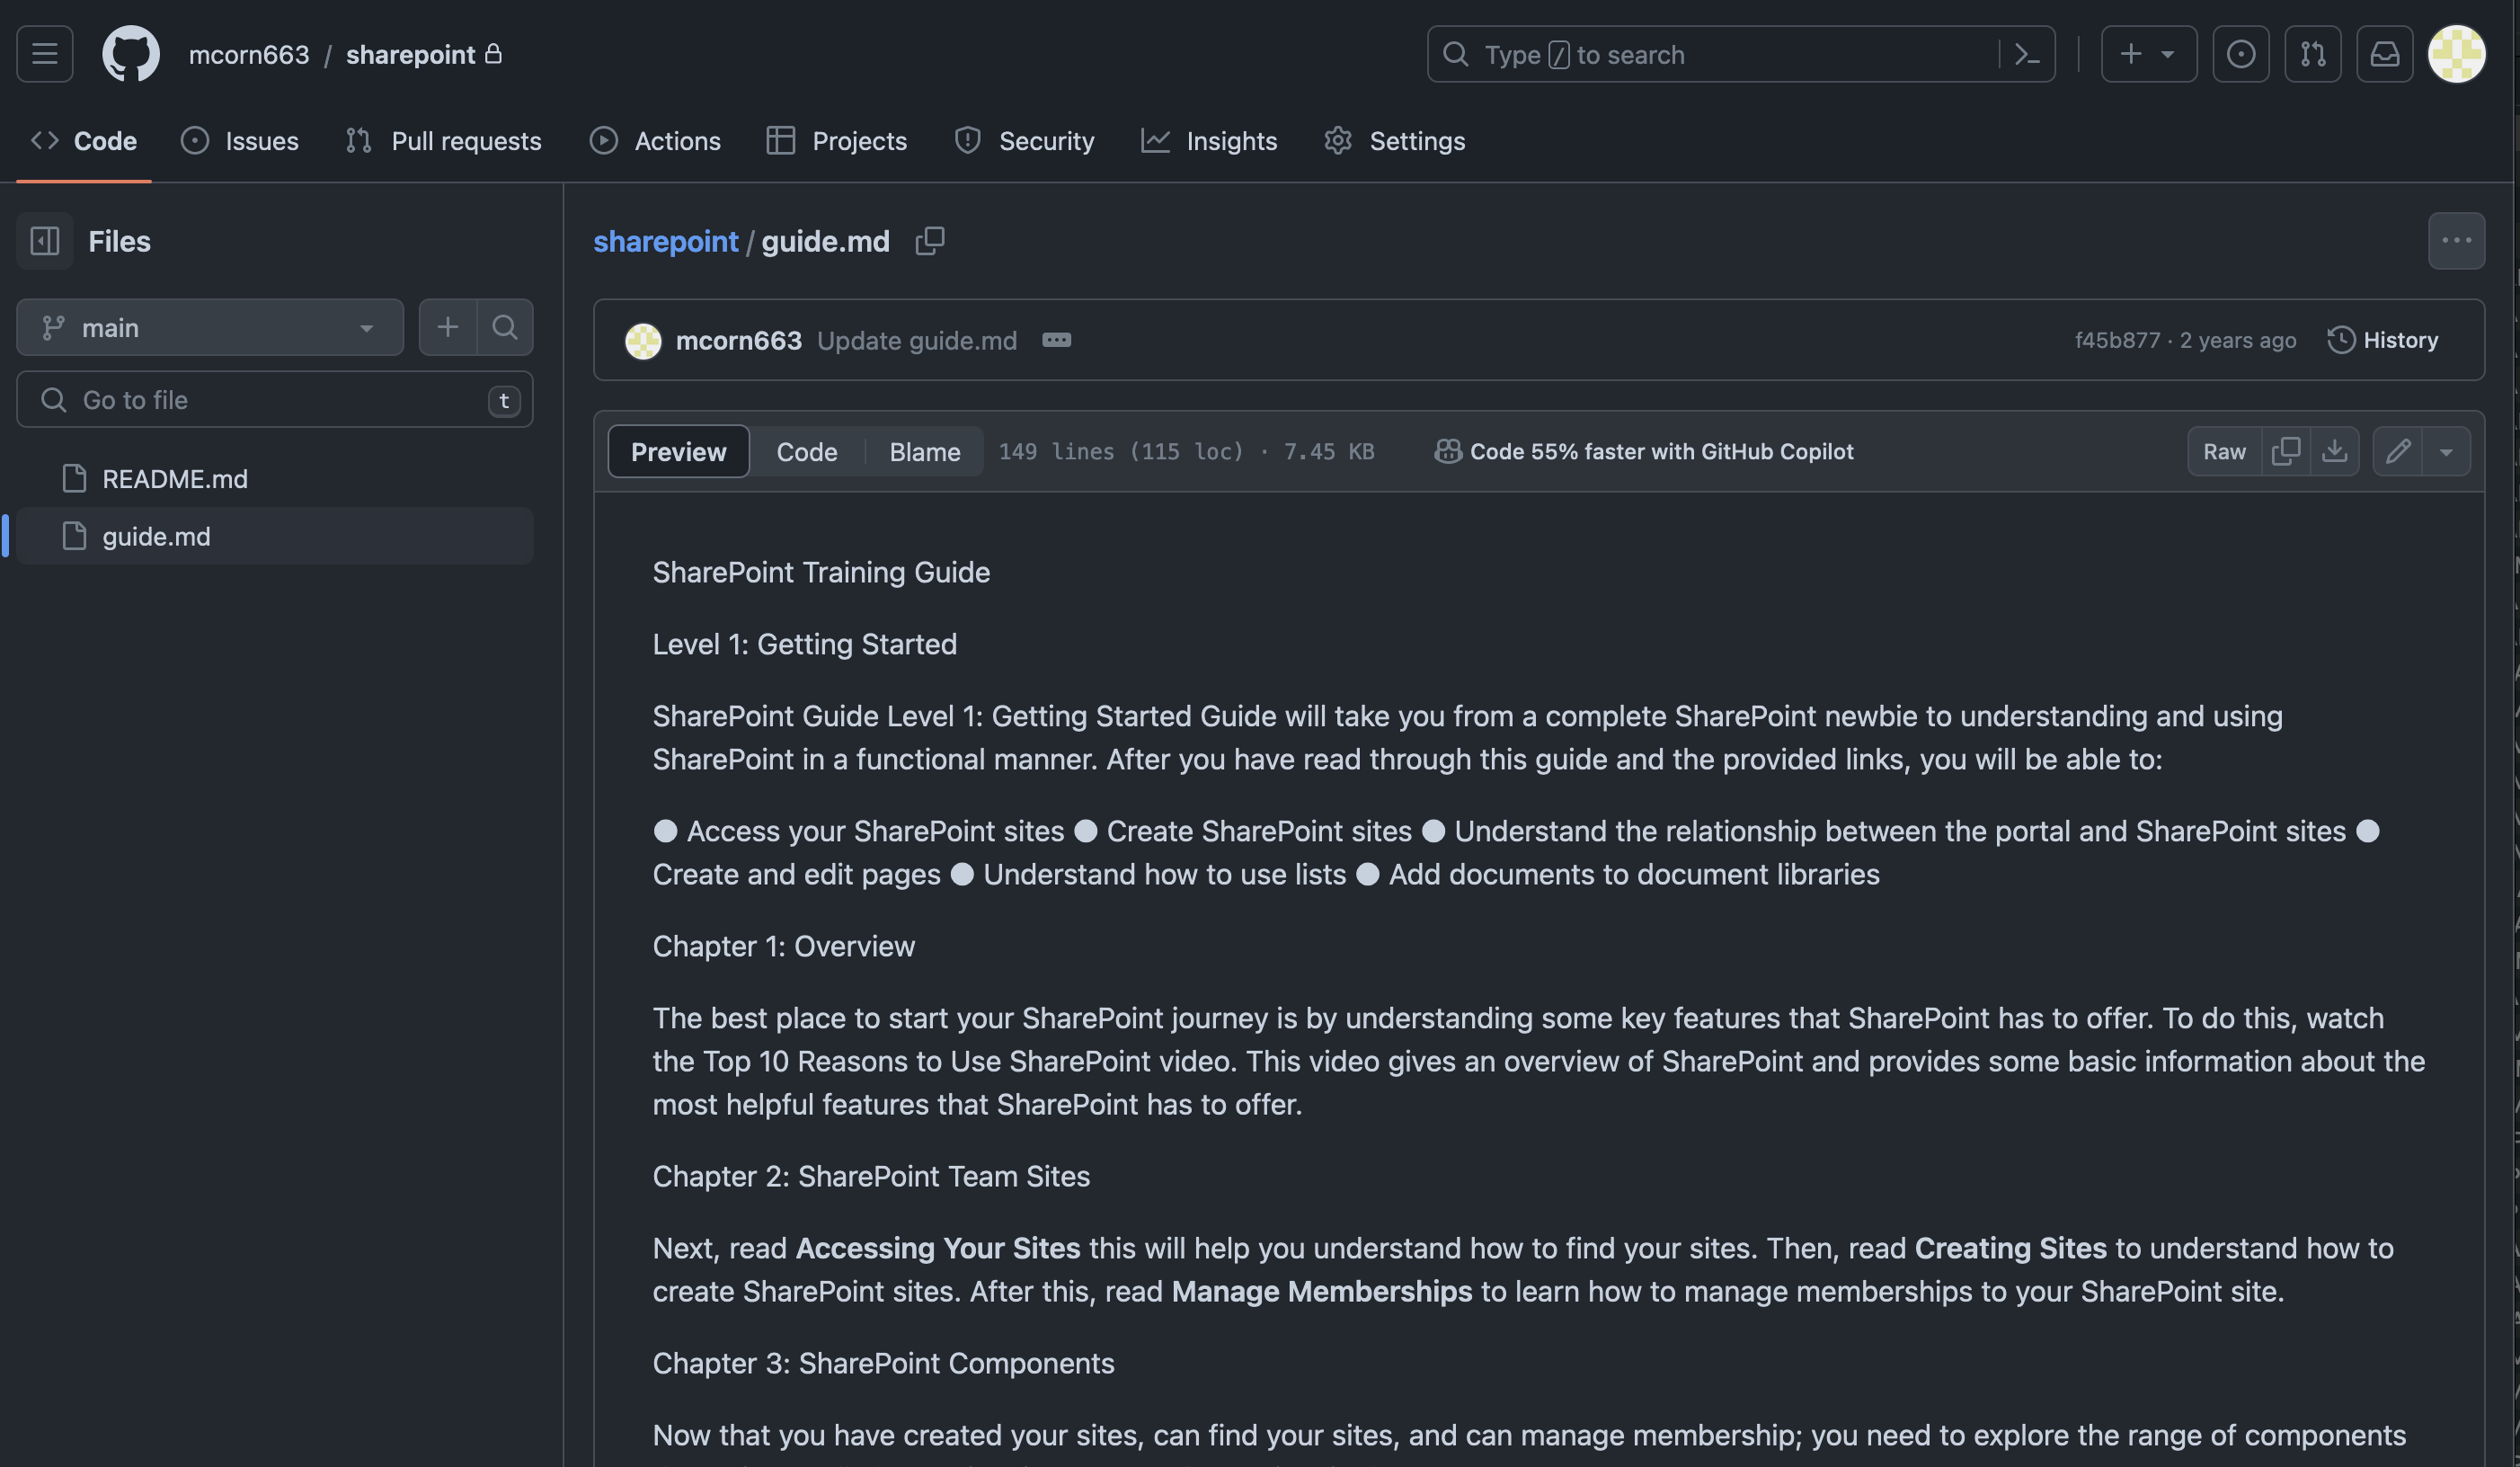 mcorn663 / sharepoint
Type / to search
Code
Issues
Pull requests
Actions
Projects
Security
Insights
Settings
Files
main
Go to file
t
README.md
guide.md
sharepoint / guide.md
mcorn663 Update guide.md
f45b877 · 2 years ago
History
Preview
Code
Blame
149 lines (115 loc) · 7.45 KB
Code 55% faster with GitHub Copilot
Raw
SharePoint Training Guide
Level 1: Getting Started
SharePoint Guide Level 1: Getting Started Guide will take you from a complete SharePoint newbie to understanding and using
SharePoint in a functional manner. After you have read through this guide and the provided links, you will be able to:
● Access your SharePoint sites ● Create SharePoint sites ● Understand the relationship between the portal and SharePoint sites ●
Create and edit pages ● Understand how to use lists ● Add documents to document libraries
Chapter 1: Overview
The best place to start your SharePoint journey is by understanding some key features that SharePoint has to offer. To do this, watch
the Top 10 Reasons to Use SharePoint video. This video gives an overview of SharePoint and provides some basic information about the
most helpful features that SharePoint has to offer.
Chapter 2: SharePoint Team Sites
Next, read Accessing Your Sites this will help you understand how to find your sites. Then, read Creating Sites to understand how to
create SharePoint sites. After this, read Manage Memberships to learn how to manage memberships to your SharePoint site.
Chapter 3: SharePoint Components
Now that you have created your sites, can find your sites, and can manage membership; you need to explore the range of components